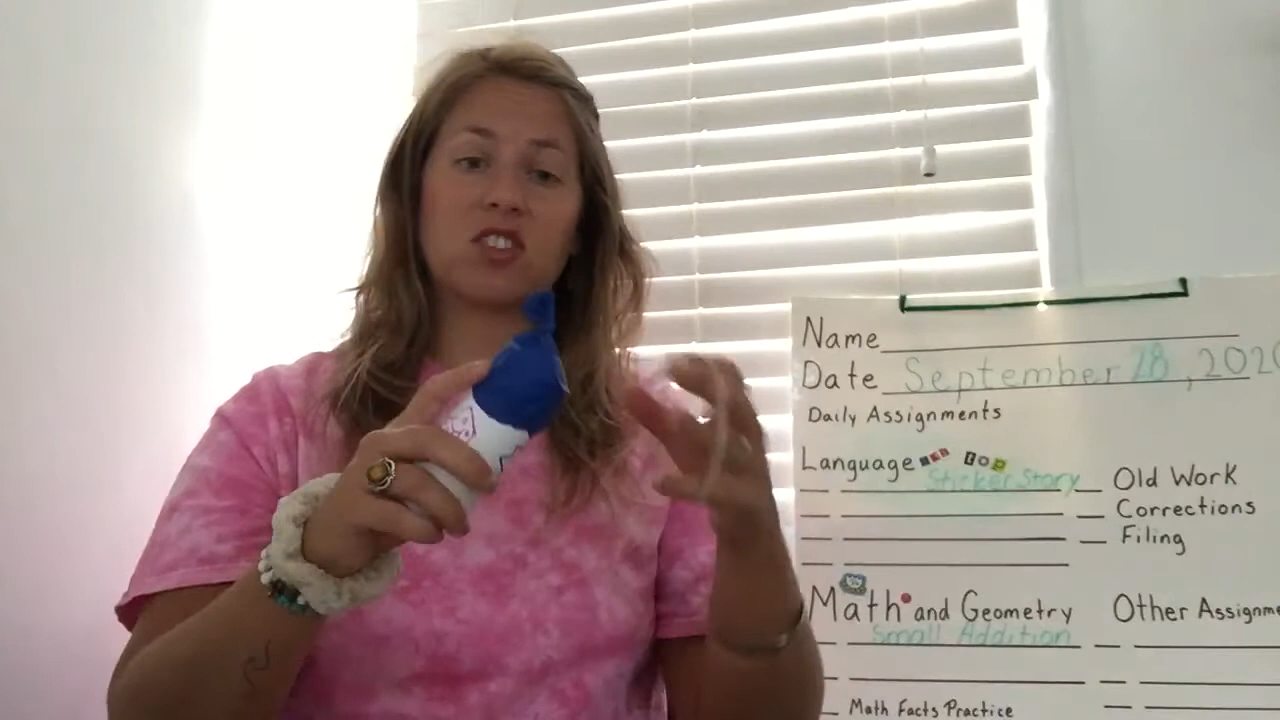 Name
Date September 28, 2020
Daily Assignments
Language
Sticker Story
Old Work
Corrections
Filing
Math and Geometry
Small Addition
Other Assignme
Math Facts Practice